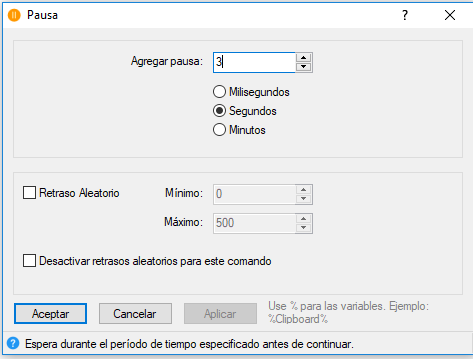 Pausa
?
Agregar pausa: 3
Milisegundos
Segundos
Minutos
Retraso Aleatorio Mínimo: 0
Máximo: 500
Desactivar retrasos aleatorios para este comando
Aceptar Cancelar Aplicar Use % para las variables. Ejemplo:
%Clipboard%
? Espera durante el período de tiempo especificado antes de continuar.